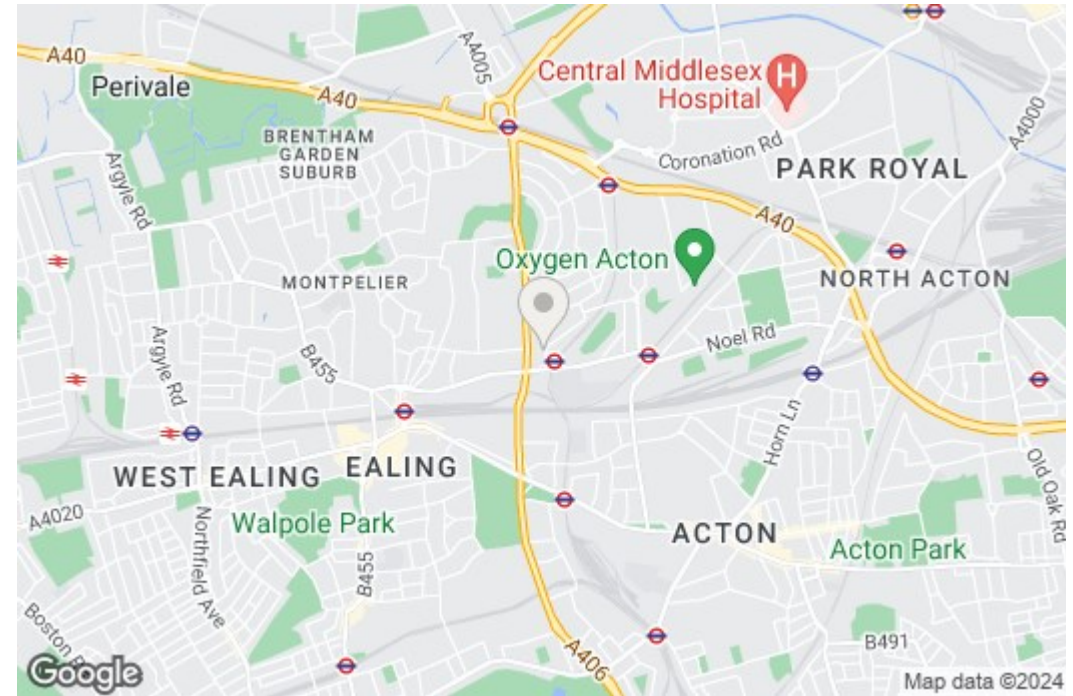 A40
Perivale
A4005
A40
Central Middlesex
Hospital
H
A4000
BRENTHAM
GARDEN
SUBURB
Coronation Rd
PARK ROYAL
Argyle Rd
A40
Oxygen Acton
MONTPELIER
NORTH ACTON
Argyle Rd
B455
Noel Rd
Horn Ln
WEST EALING
EALING
Old Oak Rd
A4020
Walpole Park
Northfield Ave
B455
ACTON
Acton Park
Boston
A406
B491
Google
Map data ©2024